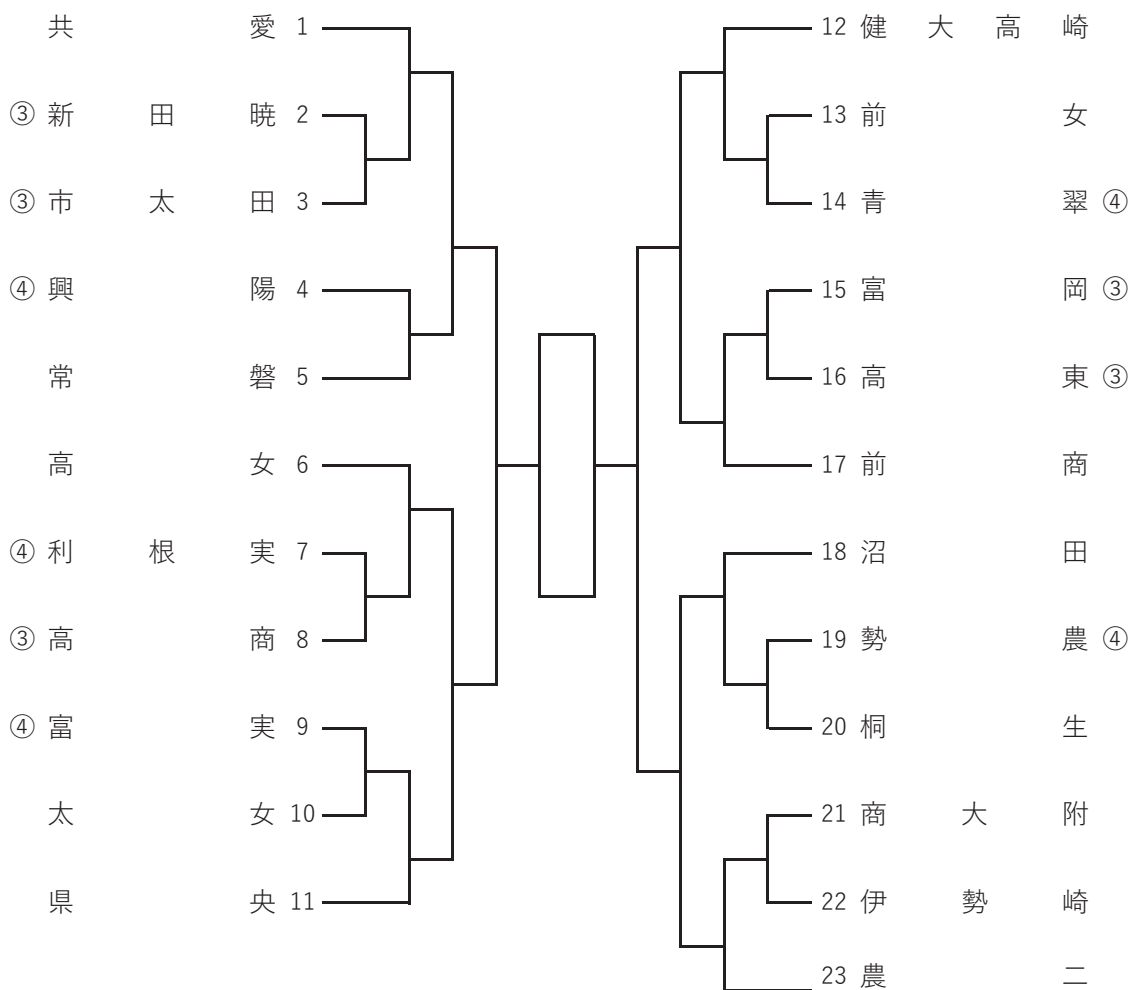 共愛 1
③ 新田暁 2
③ 市太田 3
④ 興陽 4
常磐 5
高女 6
④ 利根実 7
③ 高商 8
④ 富実 9
太女 10
県央 11
12 健大高崎
13 前女
14 青翠 ④
15 富岡 ③
16 高東 ③
17 前商
18 沼田
19 勢農 ④
20 桐生
21 商大附
22 伊勢崎
23 農二